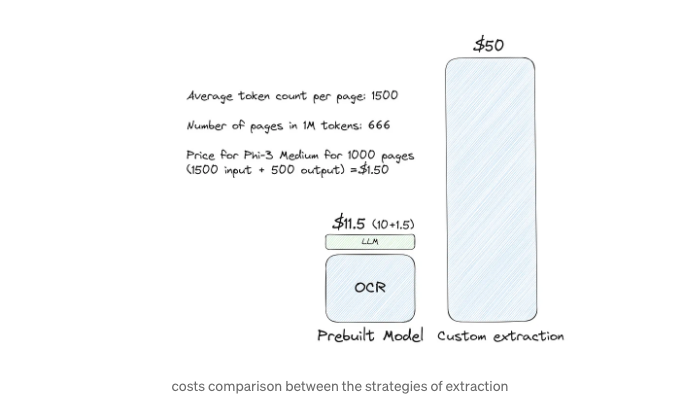 $50
Average token count per page: 1500
Number of pages in 1M tokens: 666
Price for Phi-3 Medium for 1000 pages
(1500 input + 500 output) =$1.50
$11.5 (10+1.5)
LLM
OCR
Prebuilt Model
Custom extraction
costs comparison between the strategies of extraction